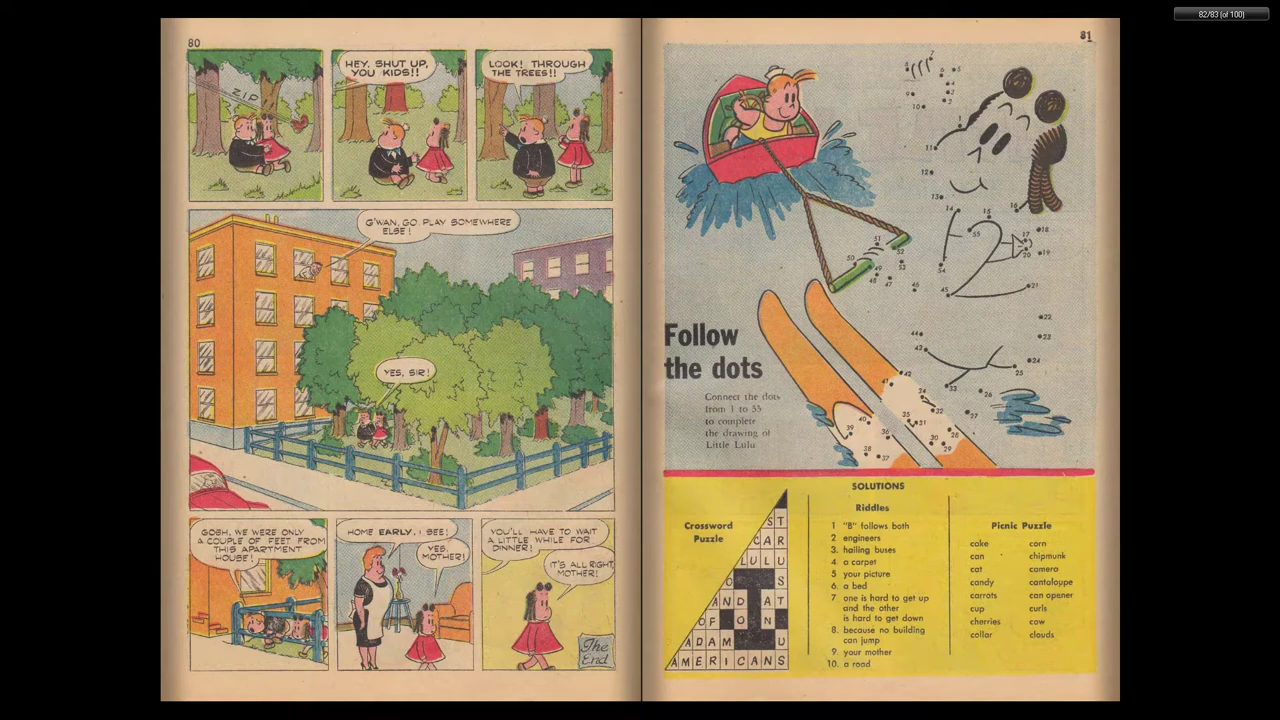 82/83 (of 100)
80
ZIP
HEY, SHUT UP,
YOU KIDS!!
LOOK! THROUGH
THE TREES!!
G'WAN, GO PLAY SOMEWHERE
ELSE!
YES, SIR!
GOSH, WE WERE ONLY
A COUPLE OF FEET FROM
THIS APARTMENT
HOUSE!
HOME EARLY, I SEE!
YES,
MOTHER!
YOU'LL HAVE TO WAIT
A LITTLE WHILE FOR
DINNER!
IT'S ALL RIGHT,
MOTHER!
The
End
81
Follow
the dots
Connect the dots
from 1 to 55
to complete
the drawing of
Little Lulu
SOLUTIONS
Crossword
Puzzle
ST
CAR
LULU
O S
AND AT
OF ON
ADAM U
AMERICANS
Riddles
1 "B" follows both
2 engineers
3. hailing buses
4 a carpet
5 your picture
6. a bed
7 one is hard to get up
and the other
is hard to get down
8. because no building
can jump
9. your mother
10. a road
Picnic Puzzle
cake corn
can chipmunk
cat camera
candy cantaloupe
carrots can opener
cup curls
cherries cow
collar clouds